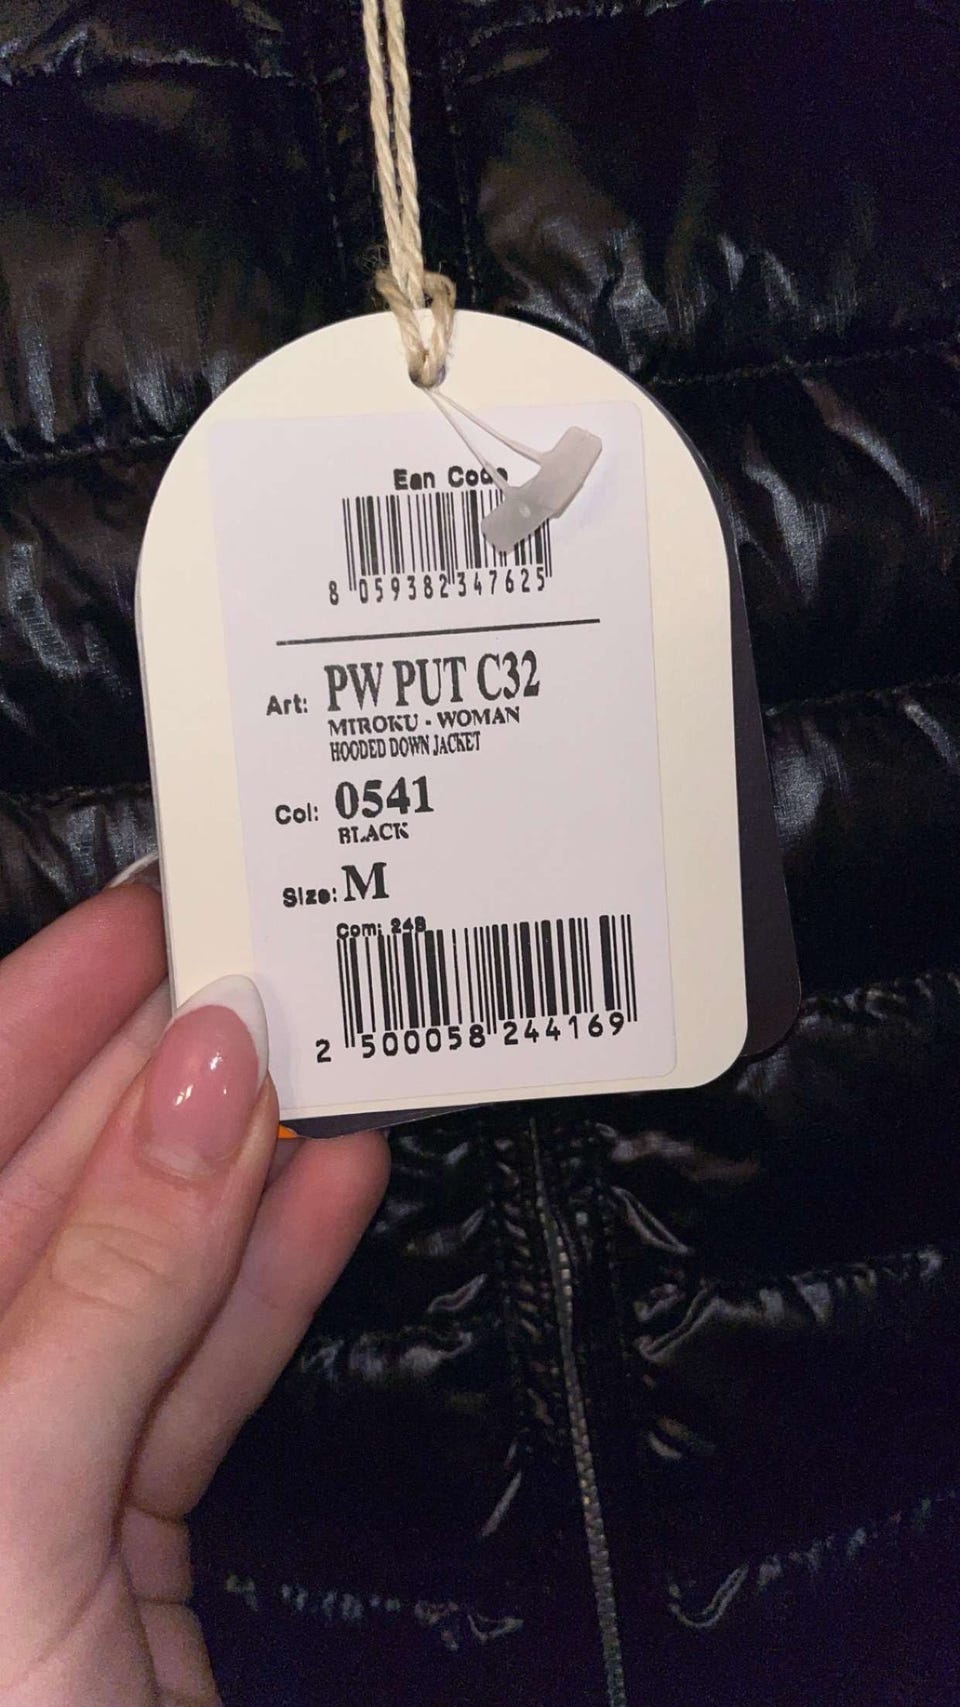 Ean Code
8 059382 347625
Art: PW PUT C32
MIROKU - WOMAN
HOODED DOWN JACKET
Col: 0541
BLACK
Size: M
Com: 248
2 500058 244169